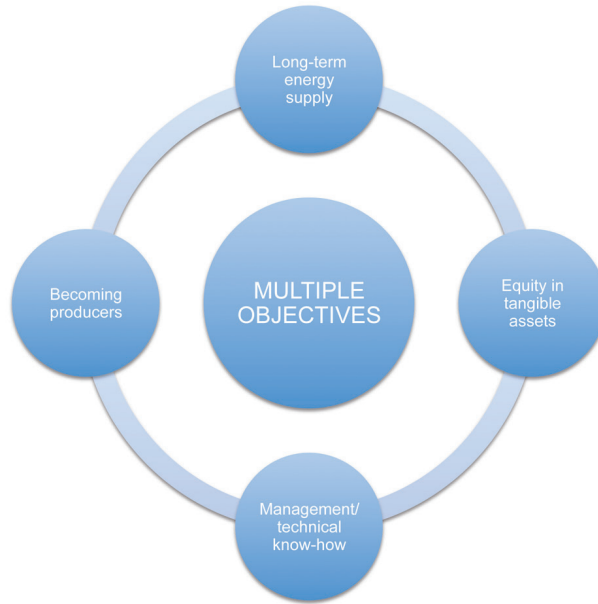 Long-term
energy
supply
Becoming
producers
MULTIPLE
OBJECTIVES
Equity in
tangible
assets
Management/
technical
know-how